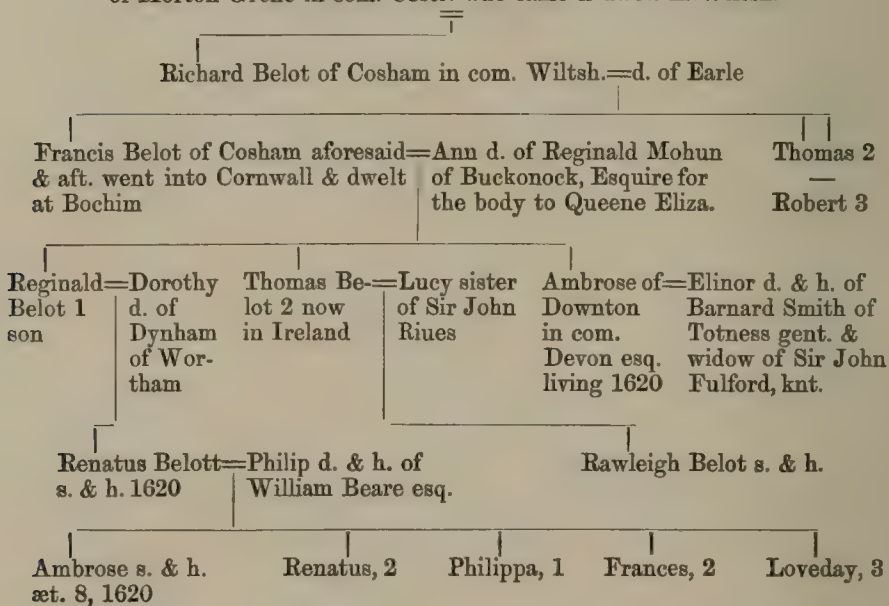 Richard Belot of Cosham in com. Wiltsh.=d. of Earle
Francis Belot of Cosham aforesaid=Ann d. of Reginald Mohun
& aft. went into Cornwall & dwelt
at Bochim
of Buckonock, Esquire for
the body to Queene Eliza.
Thomas 2
—
Robert 3
Reginald=Dorothy
Belot 1
son
d. of
Dynham
of Wor-
tham
Thomas Be-=Lucy sister
lot 2 now
in Ireland
of Sir John
Riues
Ambrose of=Elinor d. & h. of
Downton
in com.
Devon esq.
living 1620
Barnard Smith of
Totness gent. &
widow of Sir John
Fulford, knt.
Renatus Belott=Philip d. & h. of
s. & h. 1620
William Beare esq.
Rawleigh Belot s. & h.
Ambrose s. & h.
æt. 8, 1620
Renatus, 2
Philippa, 1
Frances, 2
Loveday, 3